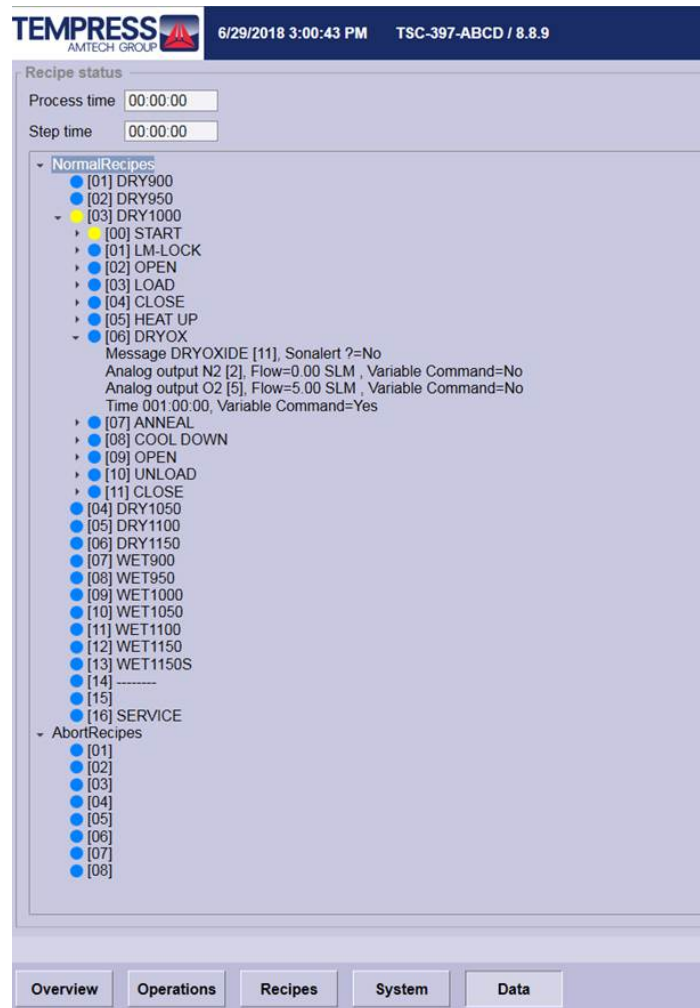 TEMPRESS
AMTECH GROUP
6/29/2018 3:00:43 PM TSC-397-ABCD / 8.8.9
Recipe status
Process time 00:00:00
Step time 00:00:00
NormalRecipes
[01] DRY900
[02] DRY950
[03] DRY1000
[00] START
[01] LM-LOCK
[02] OPEN
[03] LOAD
[04] CLOSE
[05] HEAT UP
[06] DRYOX
Message DRYOXIDE [11], Sonalert ?=No
Analog output N2 [2], Flow=0.00 SLM , Variable Command=No
Analog output O2 [5], Flow=5.00 SLM , Variable Command=No
Time 001:00:00, Variable Command=Yes
[07] ANNEAL
[08] COOL DOWN
[09] OPEN
[10] UNLOAD
[11] CLOSE
[04] DRY1050
[05] DRY1100
[06] DRY1150
[07] WET900
[08] WET950
[09] WET1000
[10] WET1050
[11] WET1100
[12] WET1150
[13] WET1150S
[14] --------
[15]
[16] SERVICE
AbortRecipes
[01]
[02]
[03]
[04]
[05]
[06]
[07]
[08]
Overview Operations Recipes System Data